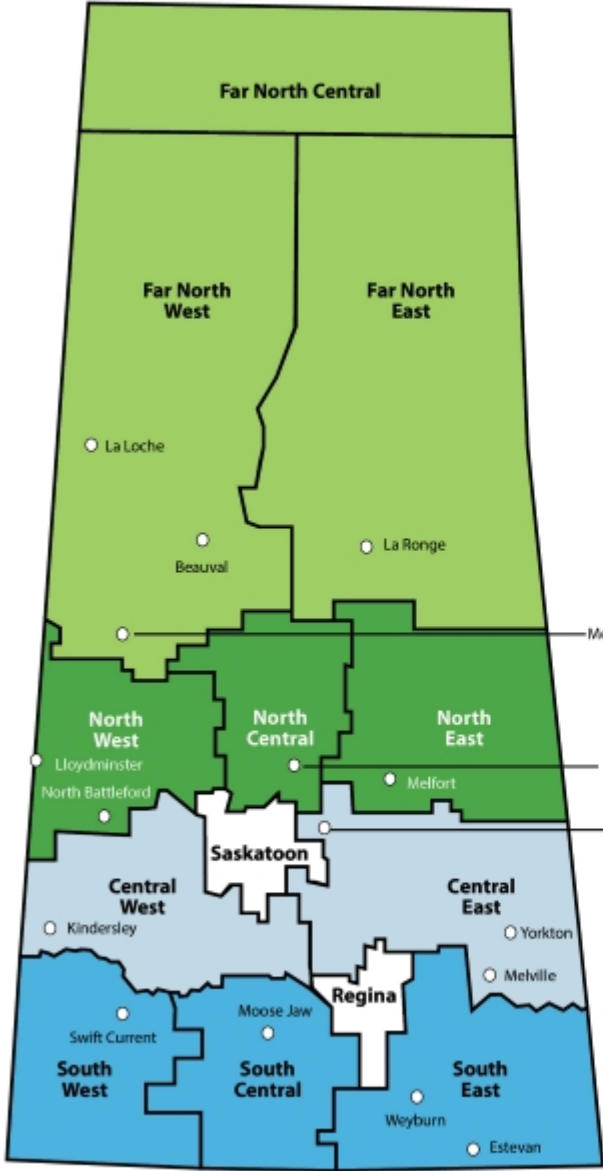 Far North Central
Far North
West
Far North
East
La Loche
Beauval
La Ronge
North
West
North
Central
North
East
Lloydminster
North Battleford
Melfort
Saskatoon
Central
West
Central
East
Kindersley
Yorkton
Melville
Regina
Swift Current
Moose Jaw
South
West
South
Central
South
East
Weyburn
Estevan